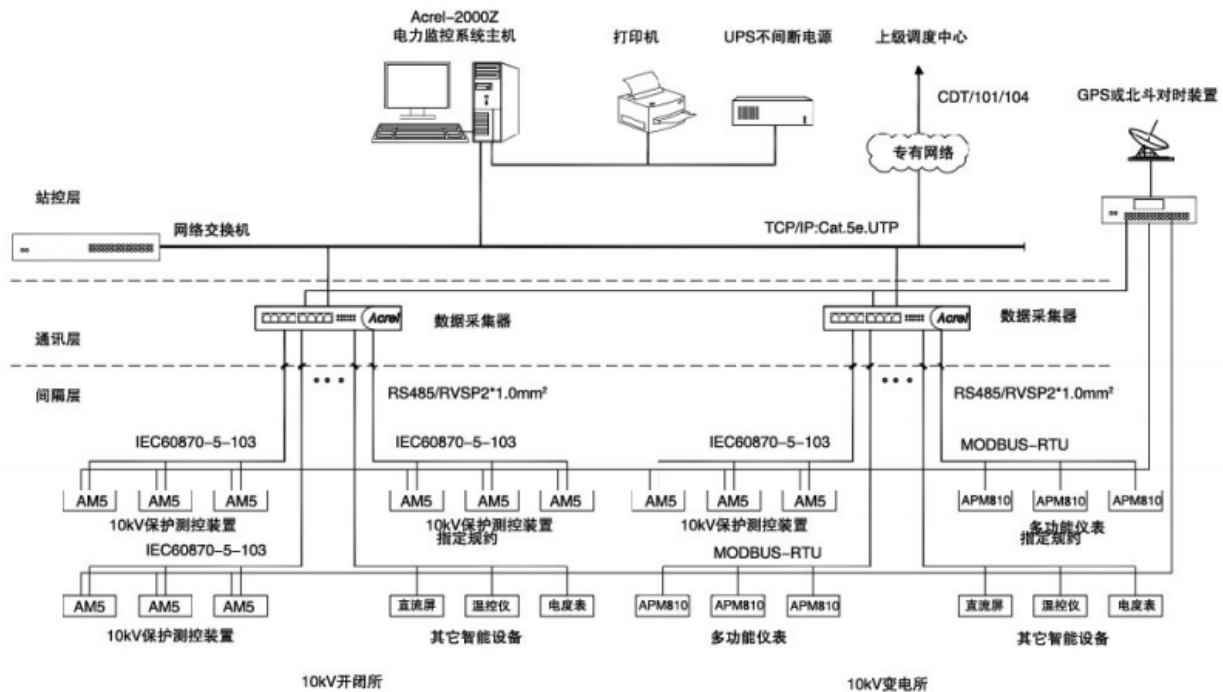 Acrel-2000Z
电力监控系统主机
打印机
UPS不间断电源
上级调度中心
CDT/101/104
GPS或北斗对时装置
专有网络
站控层
网络交换机
TCP/IP:Cat.5e.UTP
Acrel
数据采集器
Acrel
数据采集器
通讯层
间隔层
RS485/RVSP2*1.0mm²
RS485/RVSP2*1.0mm²
IEC60870-5-103
IEC60870-5-103
IEC60870-5-103
MODBUS-RTU
AM5 AM5 AM5
AM5 AM5 AM5
AM5 AM5 AM5
APM810 APM810 APM810
10kV保护测控装置
10kV保护测控装置
10kV保护测控装置
多功能仪表
IEC60870-5-103
指定规约
MODBUS-RTU
指定规约
AM5 AM5 AM5
直流屏 温控仪 电度表
APM810 APM810 APM810
直流屏 温控仪 电度表
10kV保护测控装置
其它智能设备
多功能仪表
其它智能设备
10kV开闭所
10kV变电所